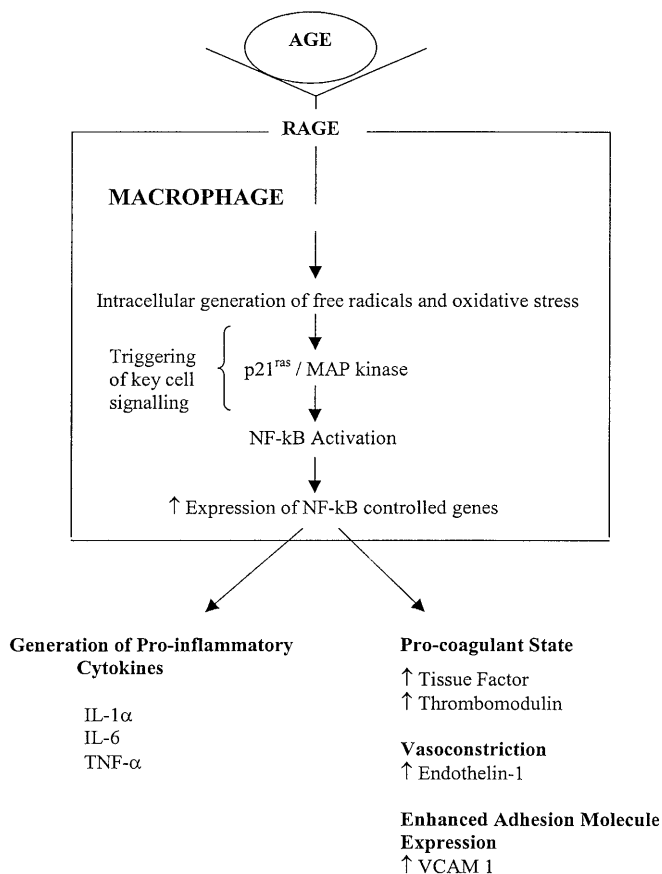 AGE
RAGE
MACROPHAGE
Intracellular generation of free radicals and oxidative stress
Triggering
of key cell
signalling
p21ras / MAP kinase
NF-kB Activation
↑ Expression of NF-kB controlled genes
Generation of Pro-inflammatory
Cytokines
IL-1α
IL-6
TNF-α
Pro-coagulant State
↑ Tissue Factor
↑ Thrombomodulin
Vasoconstriction
↑ Endothelin-1
Enhanced Adhesion Molecule
Expression
↑ VCAM 1